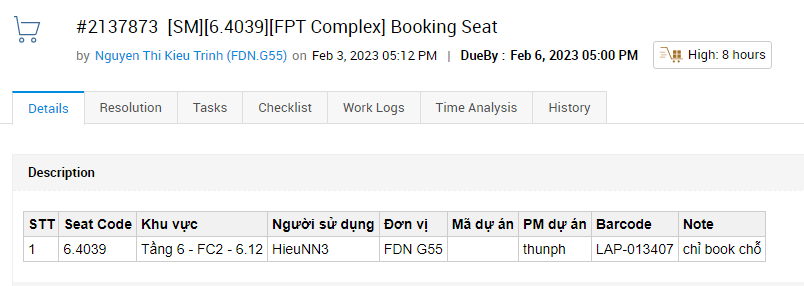 #2137873 [SM][6.4039][FPT Complex] Booking Seat
by Nguyen Thi Kieu Trinh (FDN.G55) on Feb 3, 2023 05:12 PM | DueBy : Feb 6, 2023 05:00 PM High: 8 hours
Details Resolution Tasks Checklist Work Logs Time Analysis History
Description
STT Seat Code Khu vực Người sử dụng Đơn vị Mã dự án PM dự án Barcode Note
1 6.4039 Tầng 6 - FC2 - 6.12 HieuNN3 FDN G55 thunph LAP-013407 chỉ book chỗ